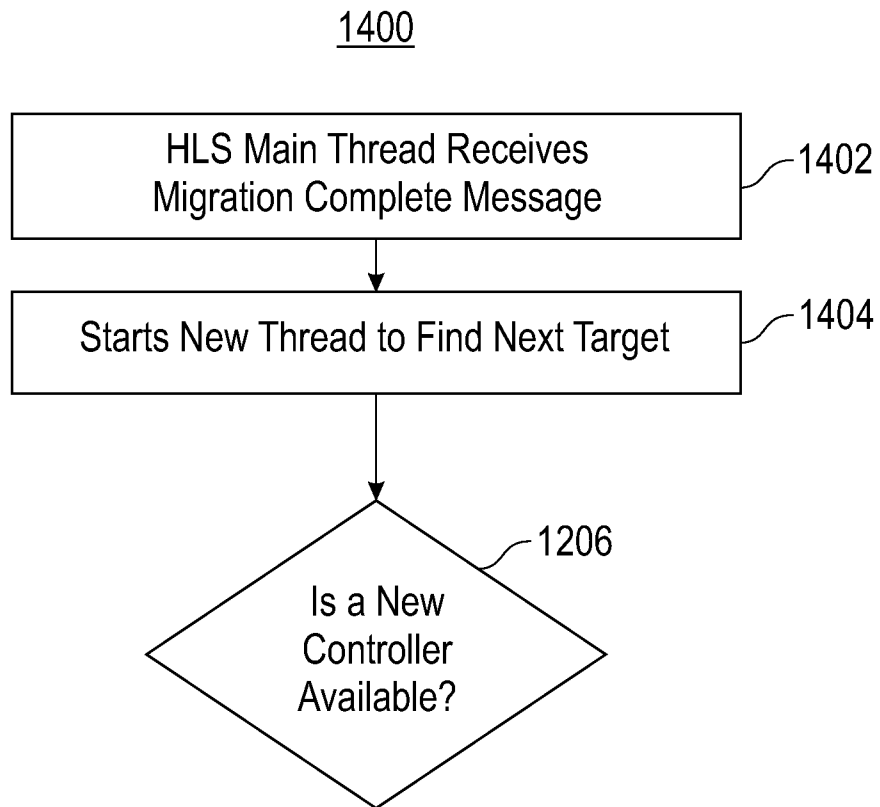 1400
HLS Main Thread Receives
Migration Complete Message
1402
Starts New Thread to Find Next Target
1404
1206
Is a New
Controller
Available?